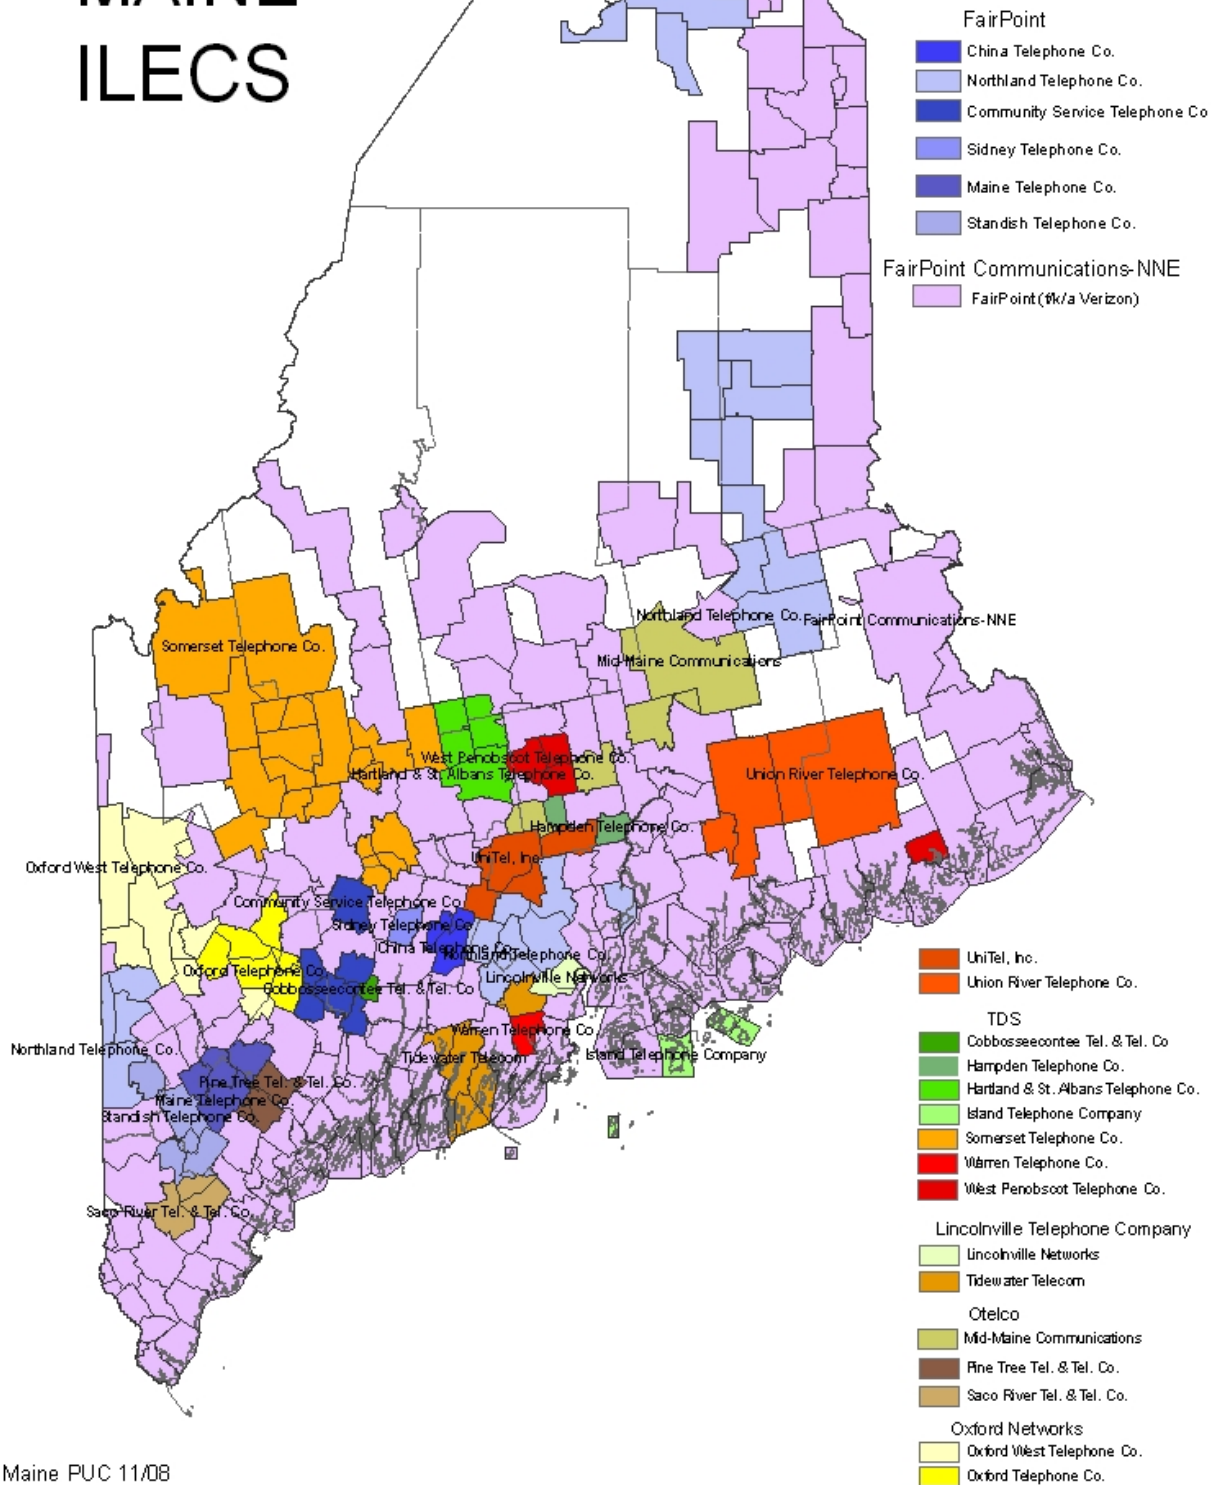 MAINE
ILECS
FairPoint
China Telephone Co.
Northland Telephone Co.
Community Service Telephone Co
Sidney Telephone Co.
Maine Telephone Co.
Standish Telephone Co.
FairPoint Communications-NNE
FairPoint (f/k/a Verizon)
Northland Telephone Co.
FairPoint Communications-NNE
Somerset Telephone Co.
Mid-Maine Communications
West Penobscot Telephone Co.
Hartland & St. Albans Telephone Co.
Union River Telephone Co.
Hampden Telephone Co.
UniTel, Inc.
Oxford West Telephone Co.
Community Service Telephone Co.
Sidney Telephone Co.
China Telephone Co.
Northland Telephone Co.
Oxford Telephone Co.
Lincolnville Networks
Cobbosseecontee Tel. & Tel. Co
Warren Telephone Co.
Northland Telephone Co.
Tidewater Telecom
Island Telephone Company
Pine Tree Tel. & Tel. Co.
Maine Telephone Co.
Standish Telephone Co.
Saco River Tel. & Tel. Co.
UniTel, Inc.
Union River Telephone Co.
TDS
Cobbosseecontee Tel. & Tel. Co
Hampden Telephone Co.
Hartland & St. Albans Telephone Co.
Island Telephone Company
Somerset Telephone Co.
Warren Telephone Co.
West Penobscot Telephone Co.
Lincolnville Telephone Company
Lincolnville Networks
Tidewater Telecom
Otelco
Mid-Maine Communications
Pine Tree Tel. & Tel. Co.
Saco River Tel. & Tel. Co.
Oxford Networks
Oxford West Telephone Co.
Oxford Telephone Co.
Maine PUC 11/08